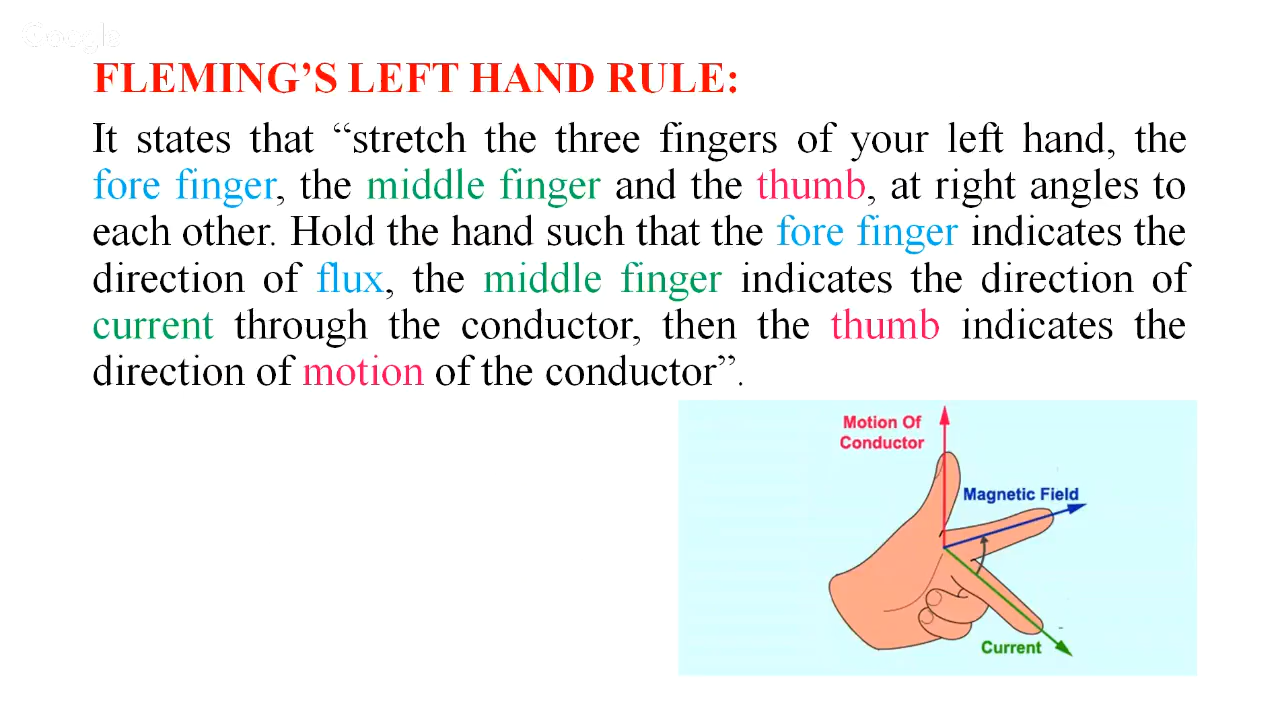 Google
FLEMING’S LEFT HAND RULE:
It states that “stretch the three fingers of your left hand, the
fore finger, the middle finger and the thumb, at right angles to
each other. Hold the hand such that the fore finger indicates the
direction of flux, the middle finger indicates the direction of
current through the conductor, then the thumb indicates the
direction of motion of the conductor”.
Motion Of
Conductor
Magnetic Field
Current